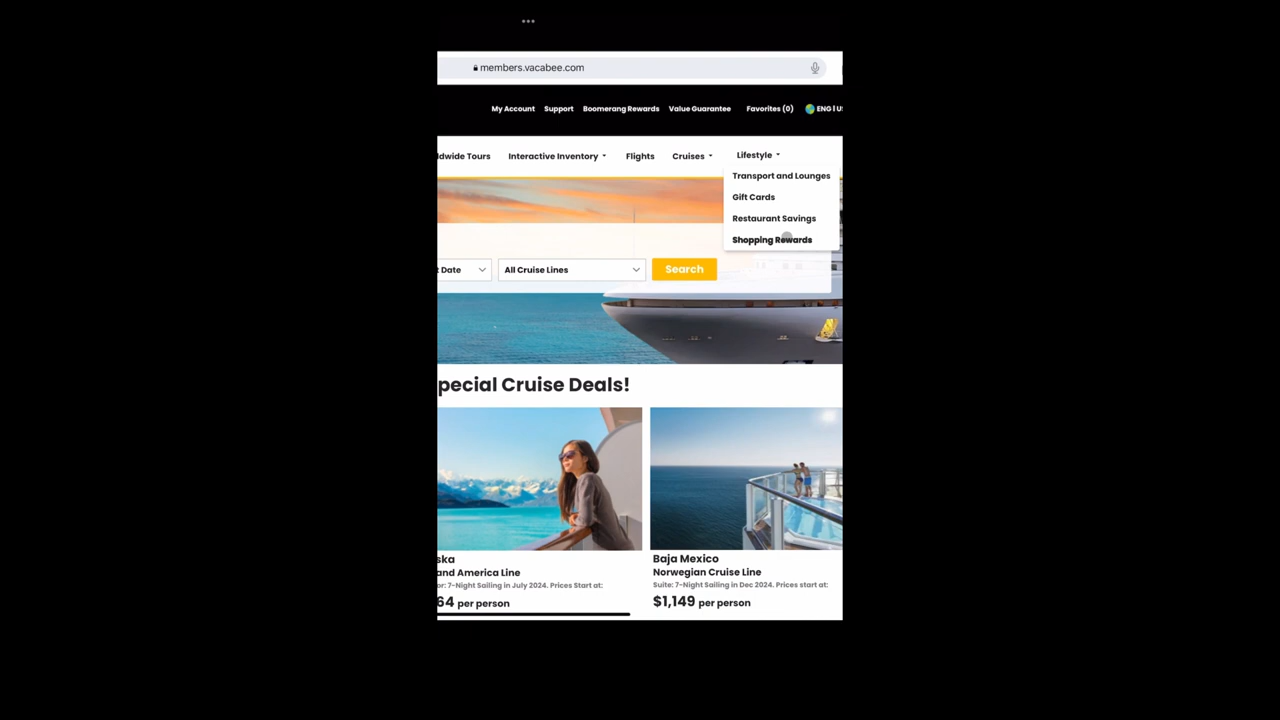 members.vacabee.com
My Account Support Boomerang Rewards Value Guarantee Favorites (0) ENG | U
dwide Tours Interactive Inventory Flights Cruises Lifestyle
Transport and Lounges
Gift Cards
Restaurant Savings
Shopping Rewards
t Date All Cruise Lines Search
pecial Cruise Deals!
ska
and America Line
or: 7-Night Sailing in July 2024. Prices Start at:
64 per person
Baja Mexico
Norwegian Cruise Line
Suite: 7-Night Sailing in Dec 2024. Prices start at:
$1,149 per person